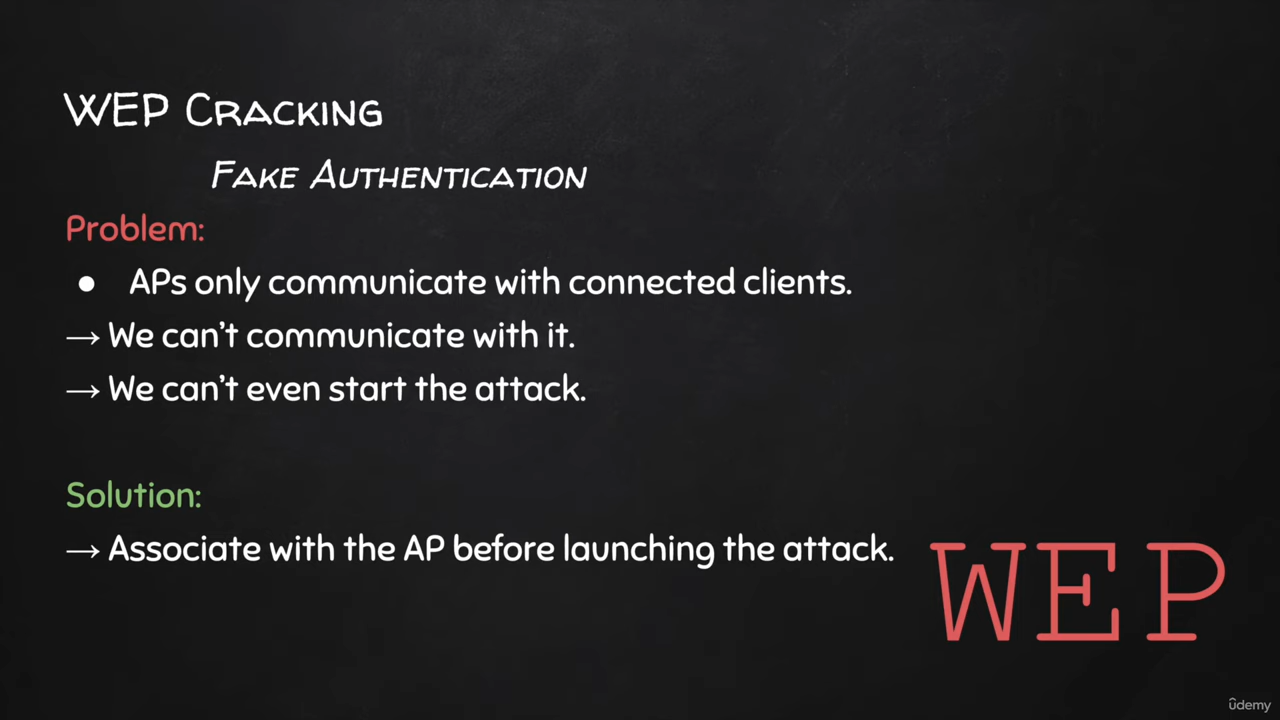 WEP Cracking
Fake Authentication
Problem:
● APs only communicate with connected clients.
→ We can't communicate with it.
→ We can't even start the attack.
Solution:
→ Associate with the AP before launching the attack.
WEP
ûdemy